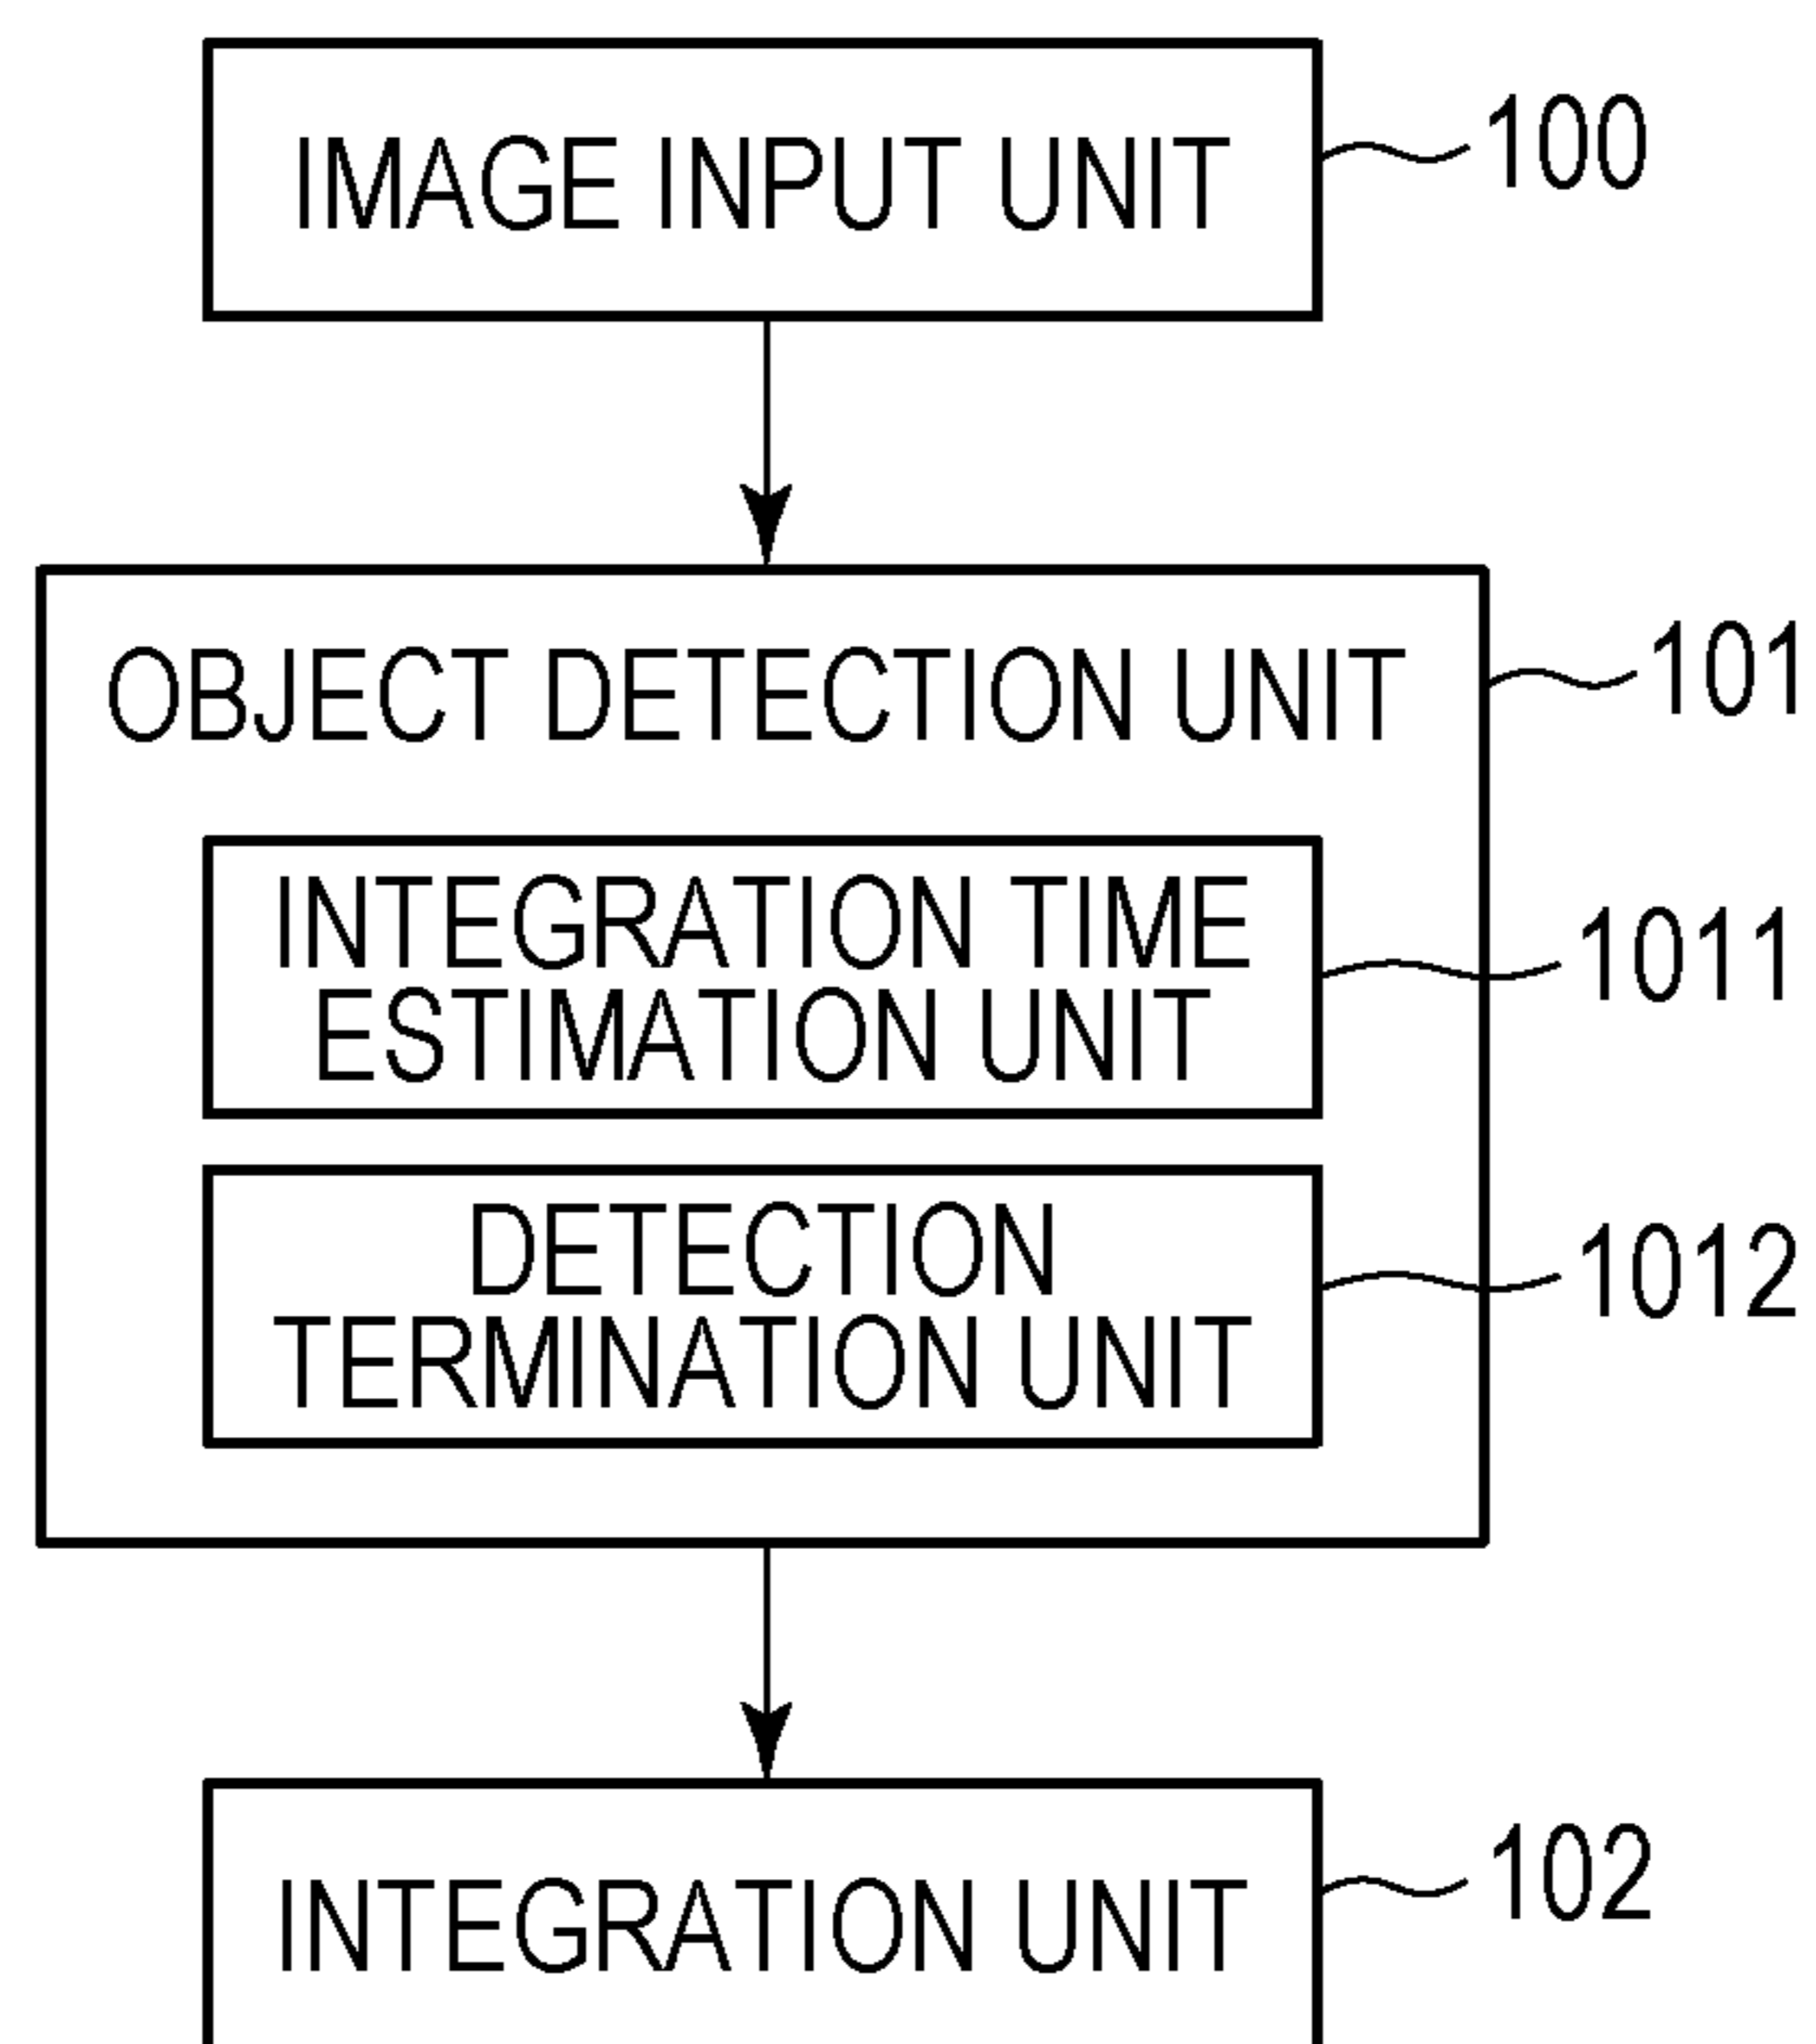 IMAGE INPUT UNIT
100
OBJECT DETECTION UNIT
101
INTEGRATION TIME
ESTIMATION UNIT
1011
DETECTION
TERMINATION UNIT
1012
INTEGRATION UNIT
102